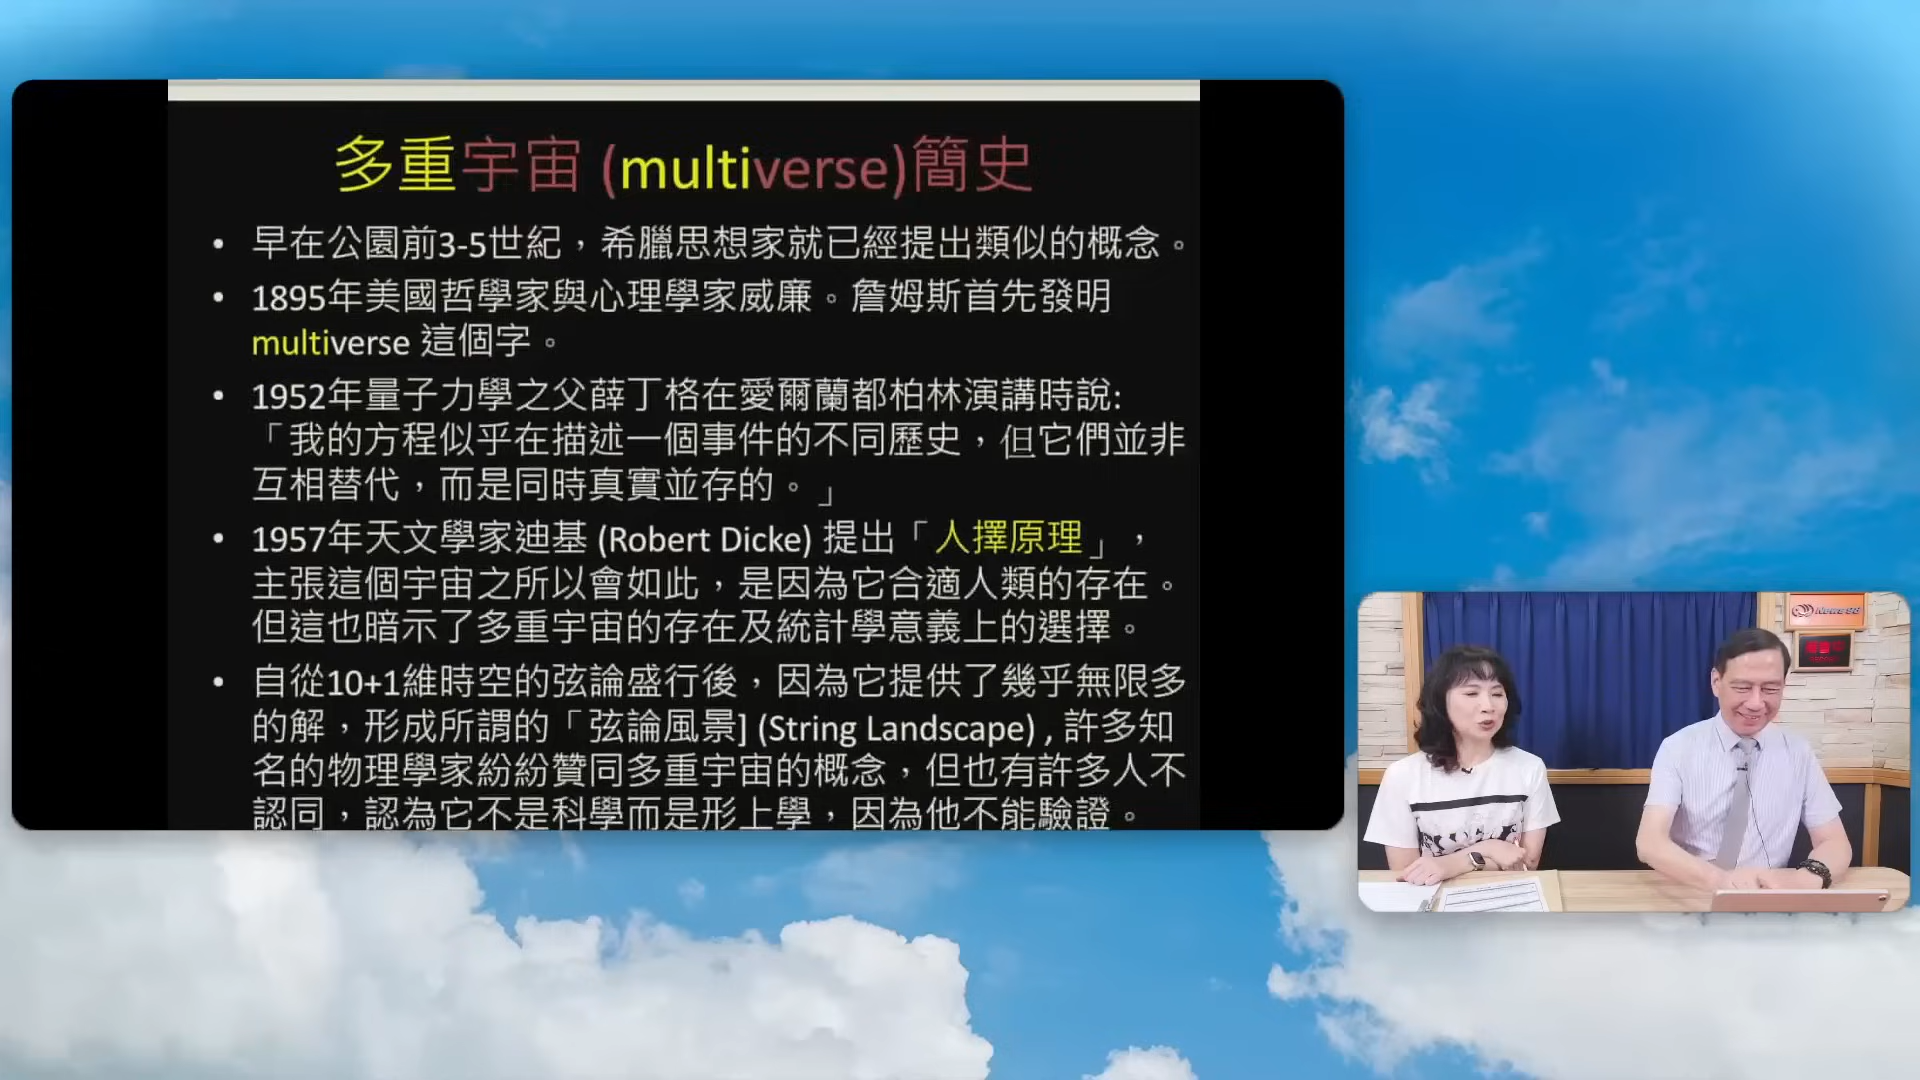 多重宇宙 (multiverse)簡史
• 早在公園前3-5世紀，希臘思想家就已經提出類似的概念。
• 1895年美國哲學家與心理學家威廉。詹姆斯首先發明
multiverse 這個字。
• 1952年量子力學之父薛丁格在愛爾蘭都柏林演講時說:
「我的方程似乎在描述一個事件的不同歷史，但它們並非
互相替代，而是同時真實並存的。」
• 1957年天文學家迪基 (Robert Dicke) 提出「人擇原理」，
主張這個宇宙之所以會如此，是因為它合適人類的存在。
但這也暗示了多重宇宙的存在及統計學意義上的選擇。
• 自從10+1維時空的弦論盛行後，因為它提供了幾乎無限多
的解，形成所謂的「弦論風景] (String Landscape) , 許多知
名的物理學家紛紛贊同多重宇宙的概念，但也有許多人不
認同，認為它不是科學而是形上學，因為他不能驗證。
News98